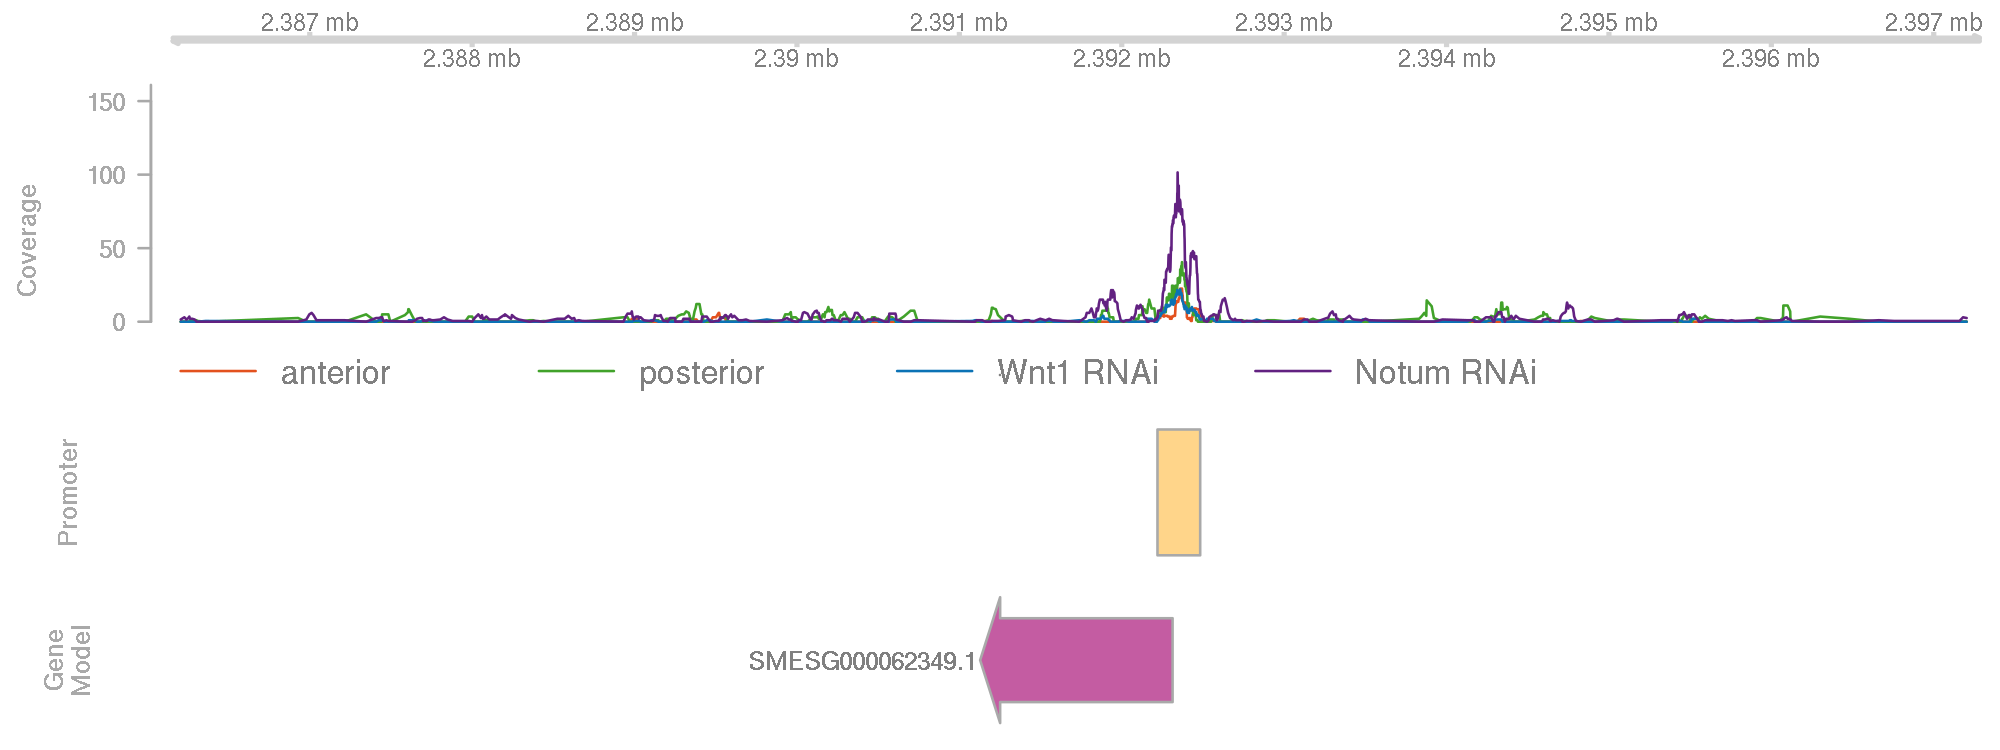 2.387 mb 2.389 mb 2.391 mb 2.393 mb 2.395 mb 2.397 mb
2.388 mb 2.39 mb 2.392 mb 2.394 mb 2.396 mb
Coverage
150
100
50
0
anterior posterior Wnt1 RNAi Notum RNAi
Promoter
Gene
Model
SMESG000062349.1